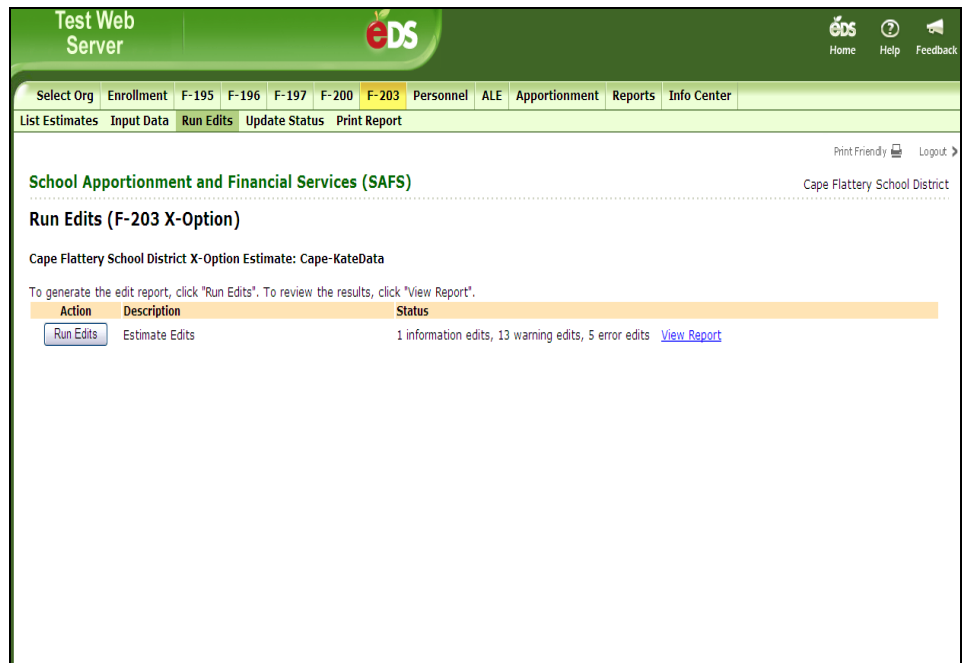 Test Web
Server
eDS
eDS
Home Help Feedback
Select Org Enrollment F-195 F-196 F-197 F-200 F-203 Personnel ALE Apportionment Reports Info Center
List Estimates Input Data Run Edits Update Status Print Report
Print Friendly Logout
School Apportionment and Financial Services (SAFS)
Cape Flattery School District
Run Edits (F-203 X-Option)
Cape Flattery School District X-Option Estimate: Cape-KateData
To generate the edit report, click "Run Edits". To review the results, click "View Report".
Action Description Status
Run Edits Estimate Edits 1 information edits, 13 warning edits, 5 error edits View Report